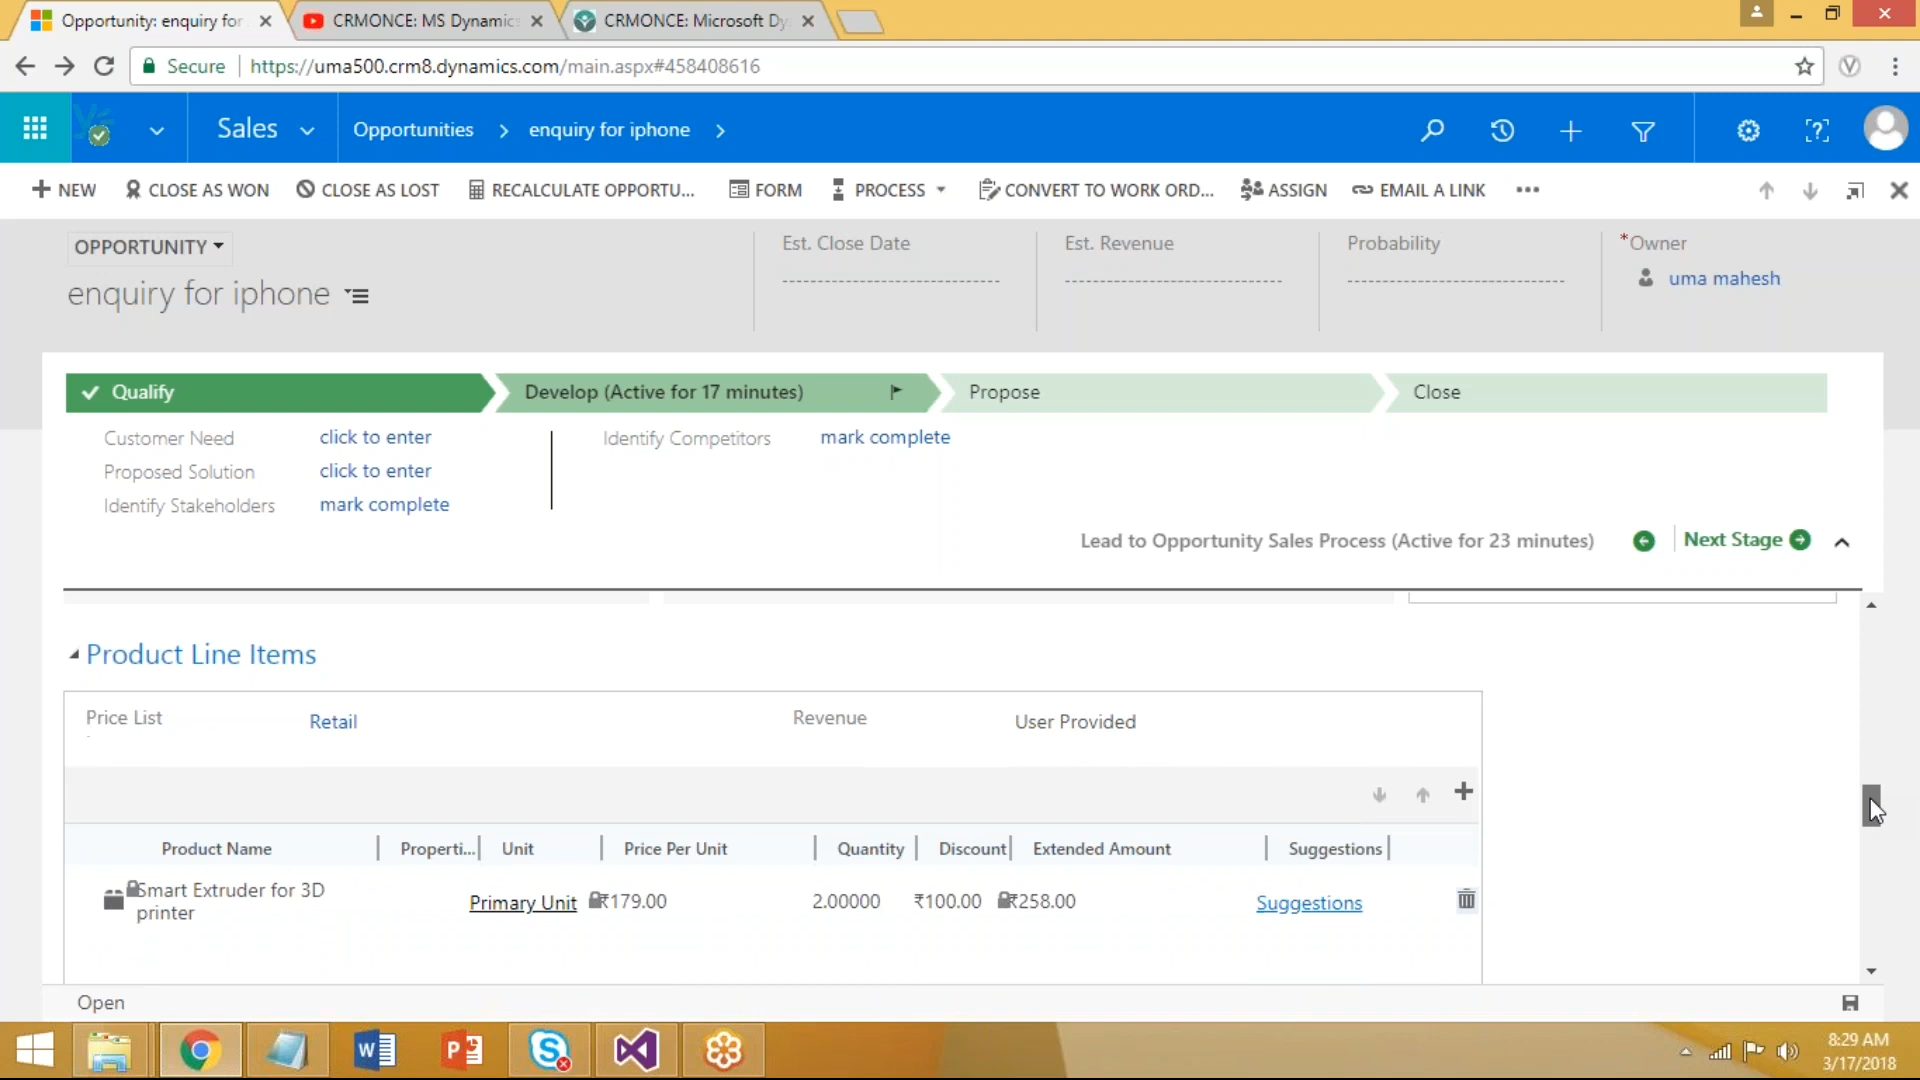 Opportunity: enquiry for
CRMONCE: MS Dynamics
CRMONCE: Microsoft Dy
Secure
https://uma500.crm8.dynamics.com/main.aspx#458408616
Sales
Opportunities > enquiry for iphone >
NEW
CLOSE AS WON
CLOSE AS LOST
RECALCULATE OPPORTU...
FORM
PROCESS
CONVERT TO WORK ORD...
ASSIGN
EMAIL A LINK
OPPORTUNITY
Est. Close Date
Est. Revenue
Probability
*Owner
enquiry for iphone
uma mahesh
Qualify
Develop (Active for 17 minutes)
Propose
Close
Customer Need
click to enter
Identify Competitors
mark complete
Proposed Solution
click to enter
Identify Stakeholders
mark complete
Lead to Opportunity Sales Process (Active for 23 minutes)
Next Stage
Product Line Items
Price List
Retail
Revenue
User Provided
Product Name
Properti...
Unit
Price Per Unit
Quantity
Discount
Extended Amount
Suggestions
Smart Extruder for 3D
printer
Primary Unit
₹179.00
2.00000
₹100.00
₹258.00
Suggestions
Open
8:29 AM
3/17/2018